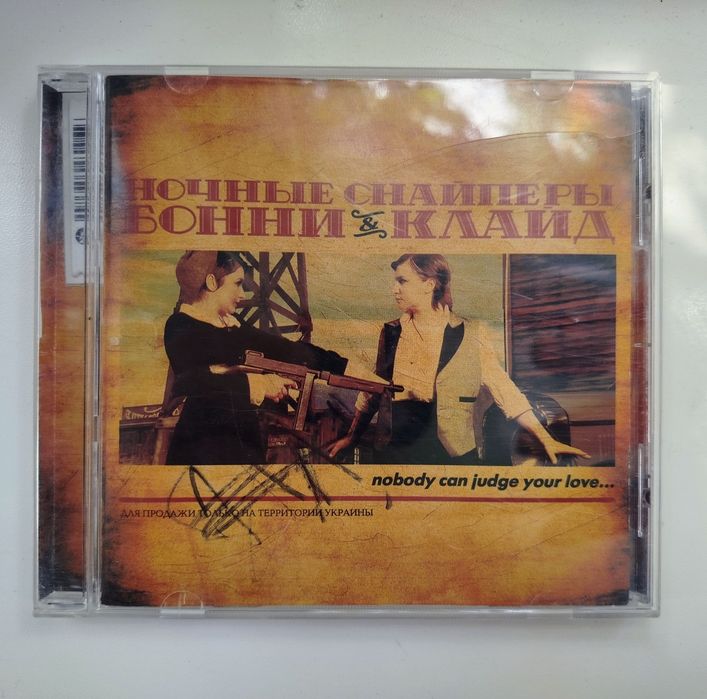 НОЧНЫЕ СНАЙПЕРЫ
БОННИ & КЛАЙД
nobody can judge your love...
ДЛЯ ПРОДАЖИ ТОЛЬКО НА ТЕРРИТОРИИ УКРАИНЫ